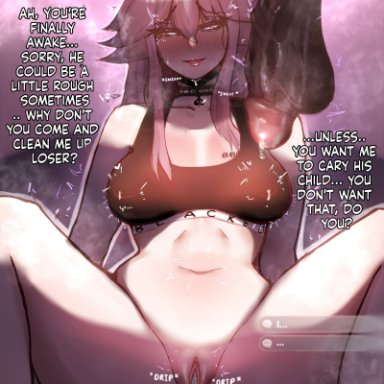 AH, YOU'RE
FINALLY
AWAKE...
SORRY, HE
COULD BE A
LITTLE ROUGH
SOMETIMES
.. WHY DON'T
YOU COME AND
CLEAN ME UP
LOSER?
...UNLESS..
YOU WANT ME
TO CARY HIS
CHILD... YOU
DON'T WANT
THAT, DO
YOU?
I...
...
*DRIP*
*DRIP*